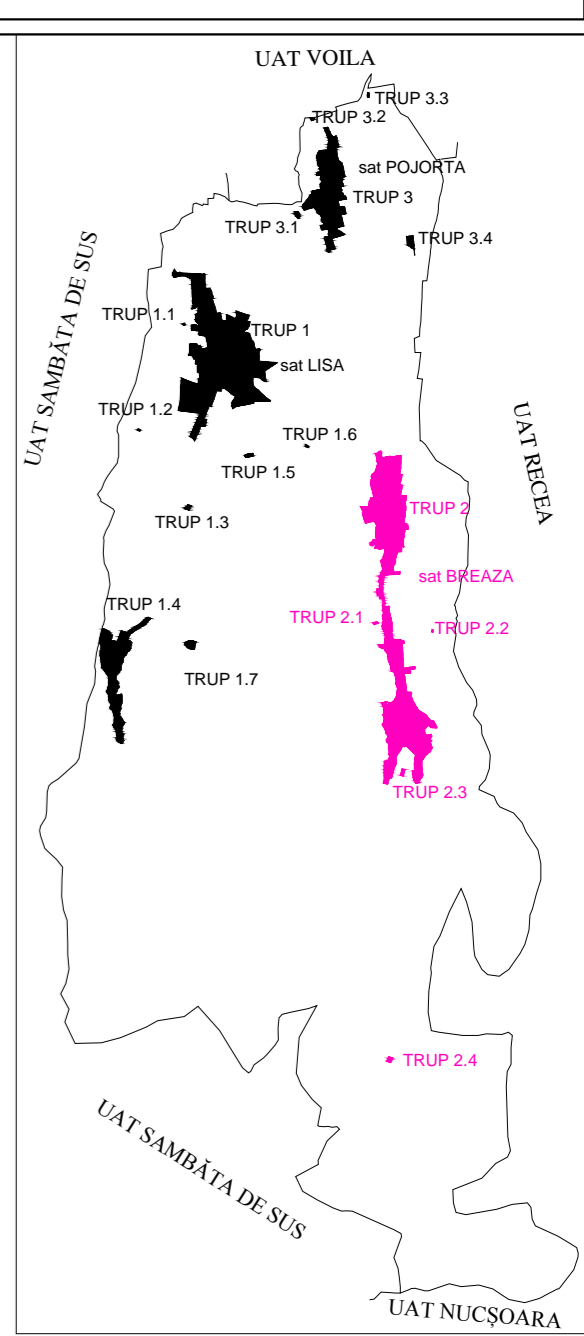 UAT VOILA
TRUP 3.3
TRUP 3.2
sat POJORTA
TRUP 3
TRUP 3.1
TRUP 3.4
UAT SAMBĂTA DE SUS
TRUP 1.1
TRUP 1
sat LISA
TRUP 1.2
TRUP 1.6
UAT RECEA
TRUP 1.5
TRUP 2
TRUP 1.3
sat BREAZA
TRUP 1.4
TRUP 2.1
TRUP 2.2
TRUP 1.7
TRUP 2.3
TRUP 2.4
UAT SAMBĂTA DE SUS
UAT NUCȘOARA